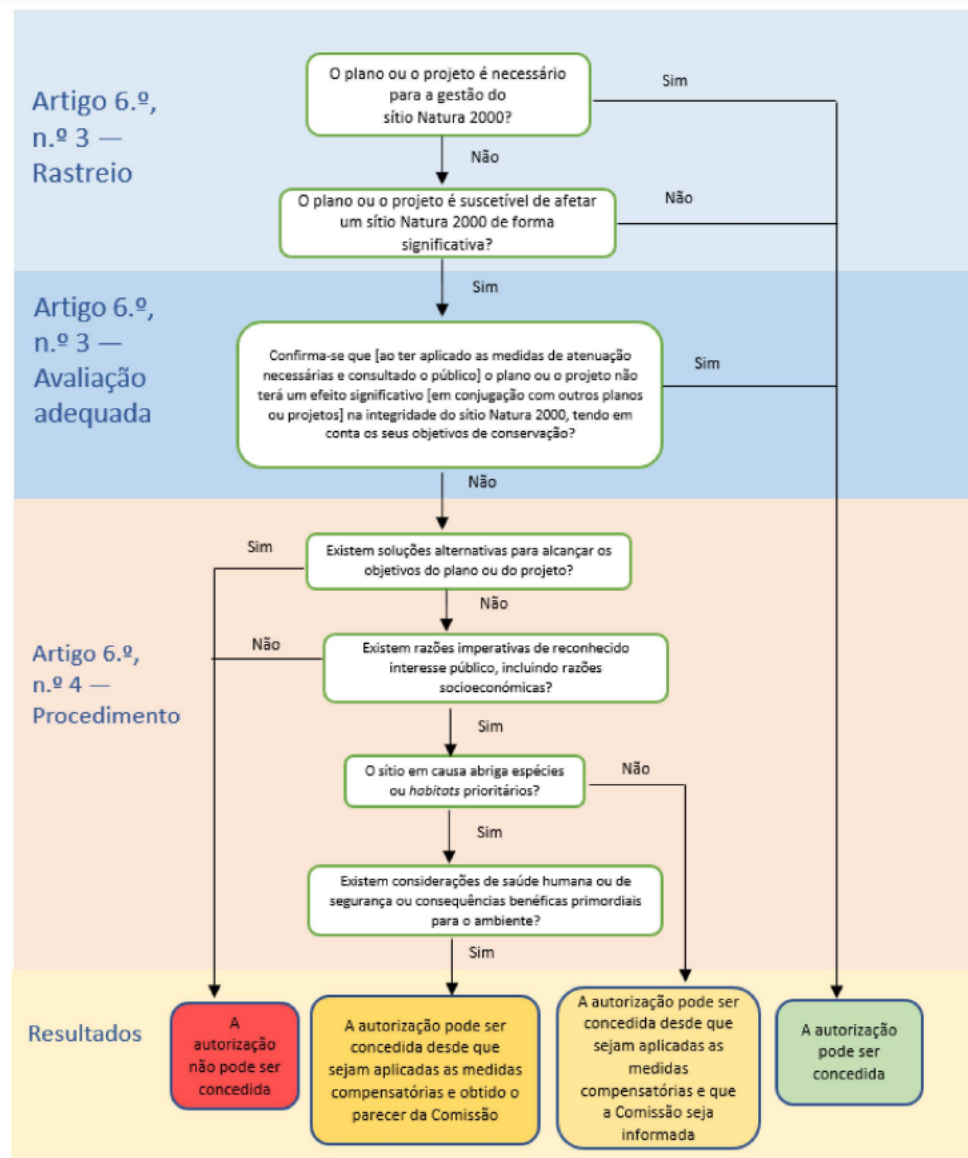 Artigo 6.º,
n.º 3 —
Rastreio
O plano ou o projeto é necessário
para a gestão do
sítio Natura 2000?
Sim
Não
O plano ou o projeto é suscetível de afetar
um sítio Natura 2000 de forma
significativa?
Não
Sim
Artigo 6.º,
n.º 3 —
Avaliação
adequada
Confirma-se que [ao ter aplicado as medidas de atenuação
necessárias e consultado o público] o plano ou o projeto não
terá um efeito significativo [em conjugação com outros planos
ou projetos] na integridade do sítio Natura 2000, tendo em
conta os seus objetivos de conservação?
Sim
Não
Artigo 6.º,
n.º 4 —
Procedimento
Existem soluções alternativas para alcançar os
objetivos do plano ou do projeto?
Sim
Não
Existem razões imperativas de reconhecido
interesse público, incluindo razões
socioeconómicas?
Não
Sim
O sítio em causa abriga espécies
ou habitats prioritários?
Não
Sim
Existem considerações de saúde humana ou de
segurança ou consequências benéficas primordiais
para o ambiente?
Sim
Resultados
A
autorização
não pode ser
concedida
A autorização pode ser
concedida desde que
sejam aplicadas as medidas
compensatórias e obtido o
parecer da Comissão
A autorização pode ser
concedida desde que
sejam aplicadas as
medidas
compensatórias e que
a Comissão seja
informada
A autorização
pode ser
concedida